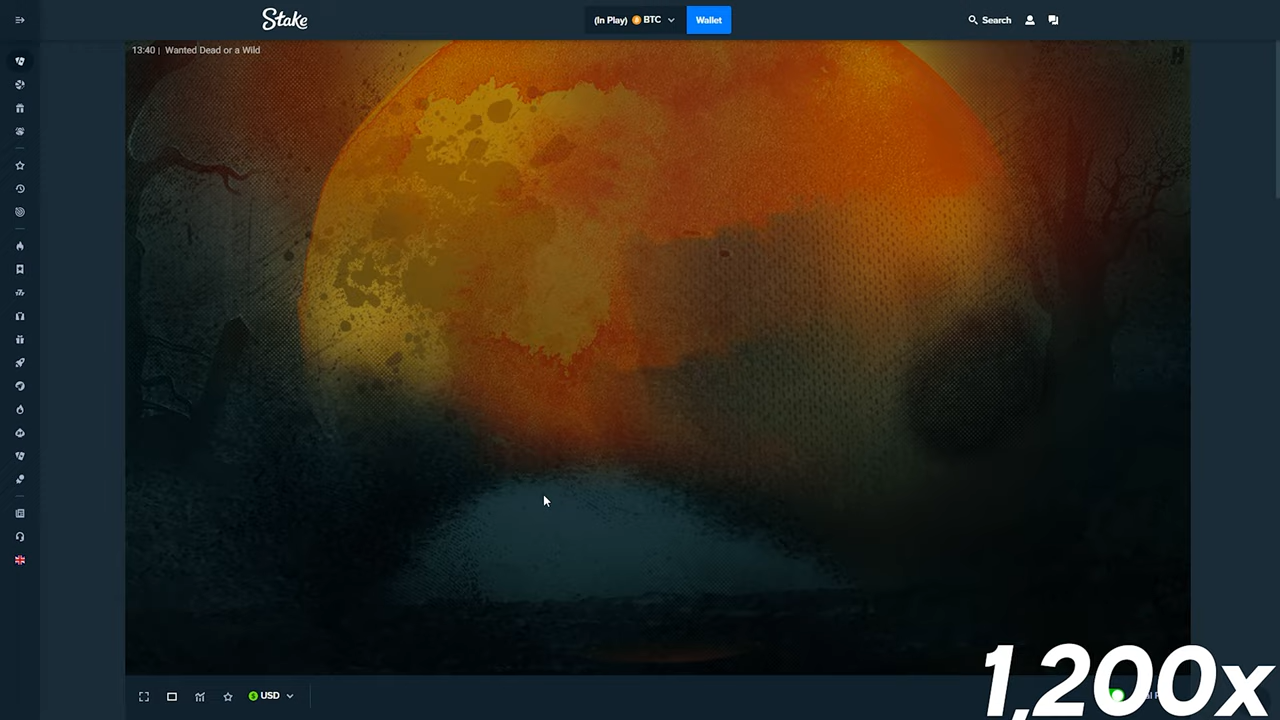 Stake
(In Play) BTC
Wallet
Search
13:40 | Wanted Dead or a Wild
USD
1,200x